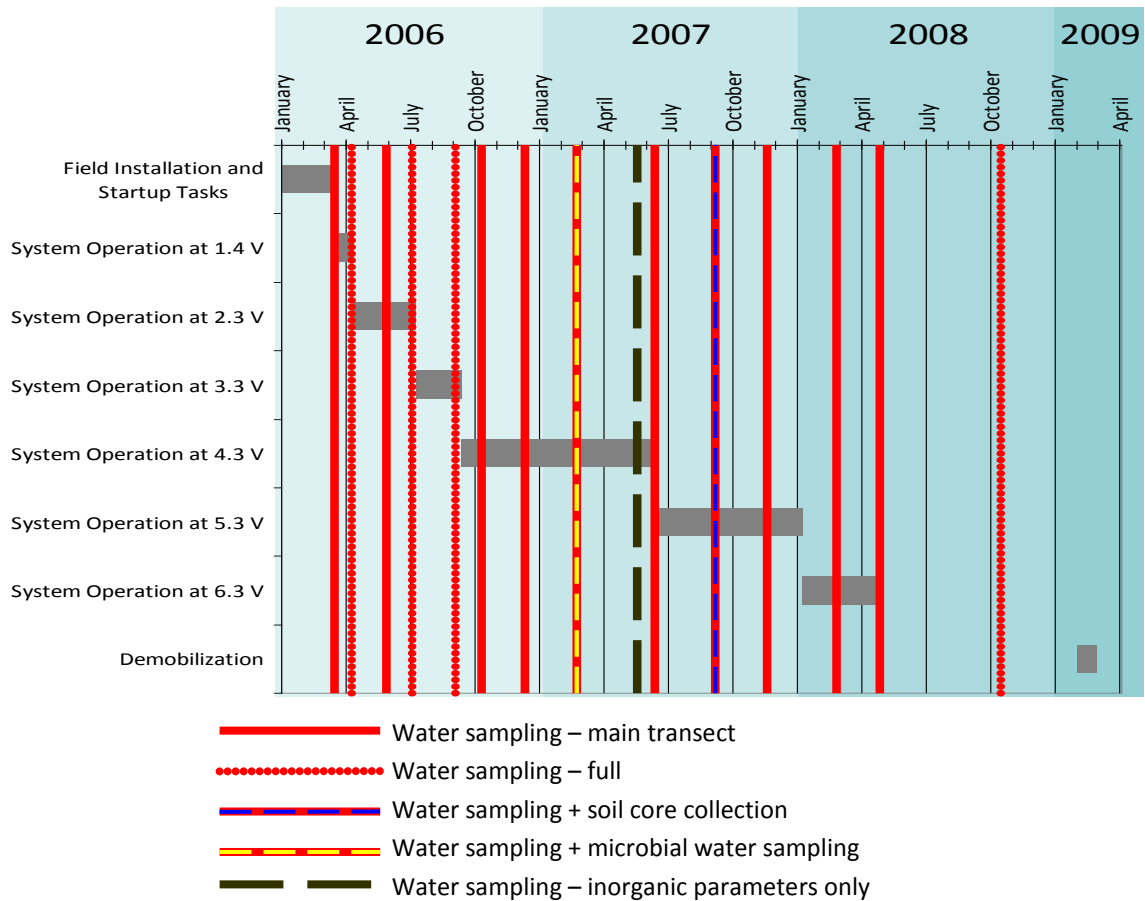 2006 2007 2008 2009
January April July October January April July October January April July October January April
Field Installation and
Startup Tasks
System Operation at 1.4 V
System Operation at 2.3 V
System Operation at 3.3 V
System Operation at 4.3 V
System Operation at 5.3 V
System Operation at 6.3 V
Demobilization
Water sampling – main transect
Water sampling – full
Water sampling + soil core collection
Water sampling + microbial water sampling
Water sampling – inorganic parameters only